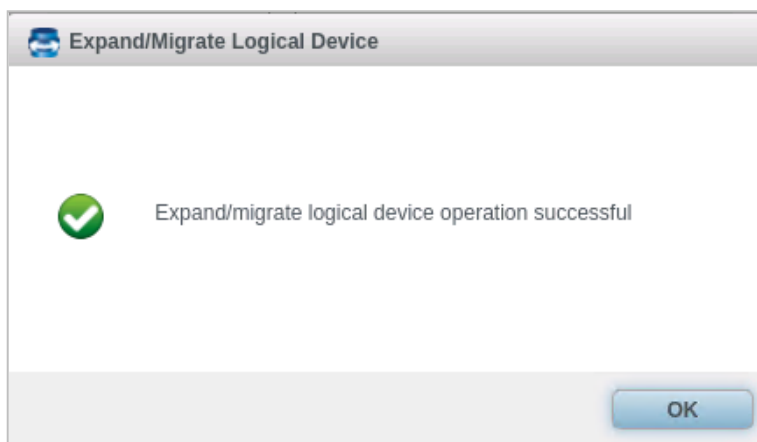 Expand/Migrate Logical Device
Expand/migrate logical device operation successful
OK